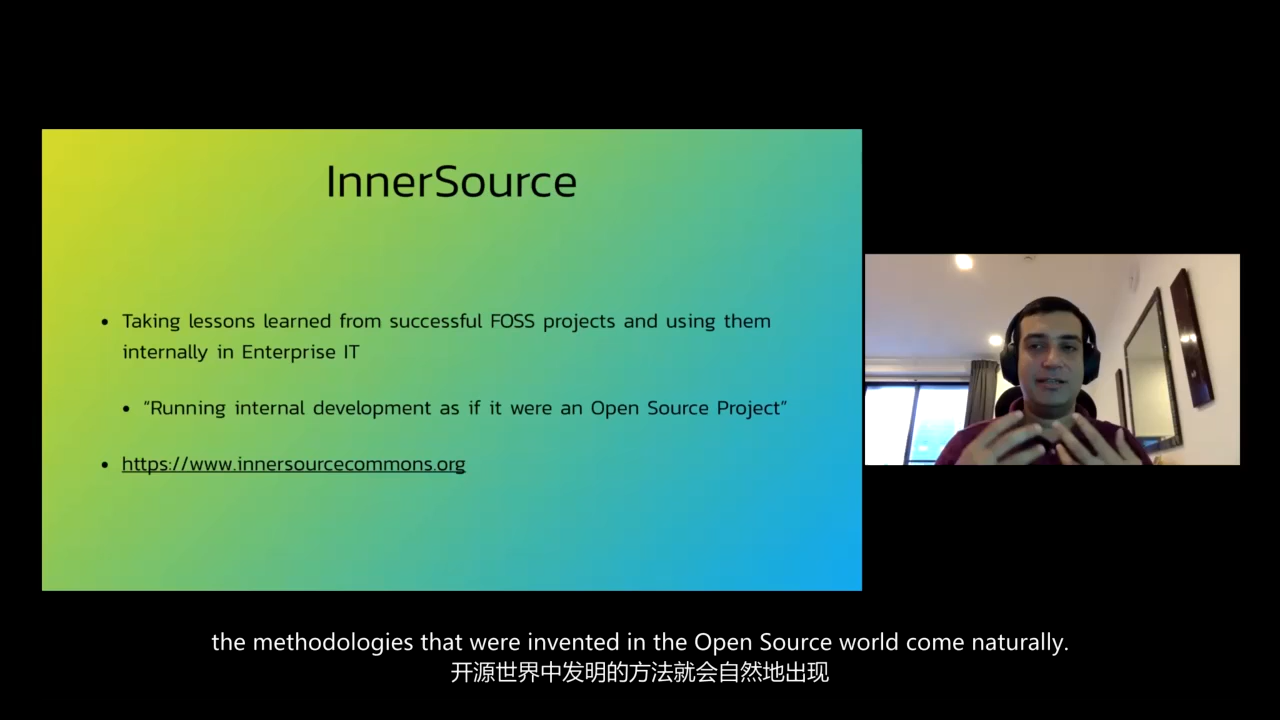 InnerSource
• Taking lessons learned from successful FOSS projects and using them
internally in Enterprise IT
• “Running internal development as if it were an Open Source Project”
• https://www.innersourcecommons.org
the methodologies that were invented in the Open Source world come naturally.
开源世界中发明的方法就会自然地出现